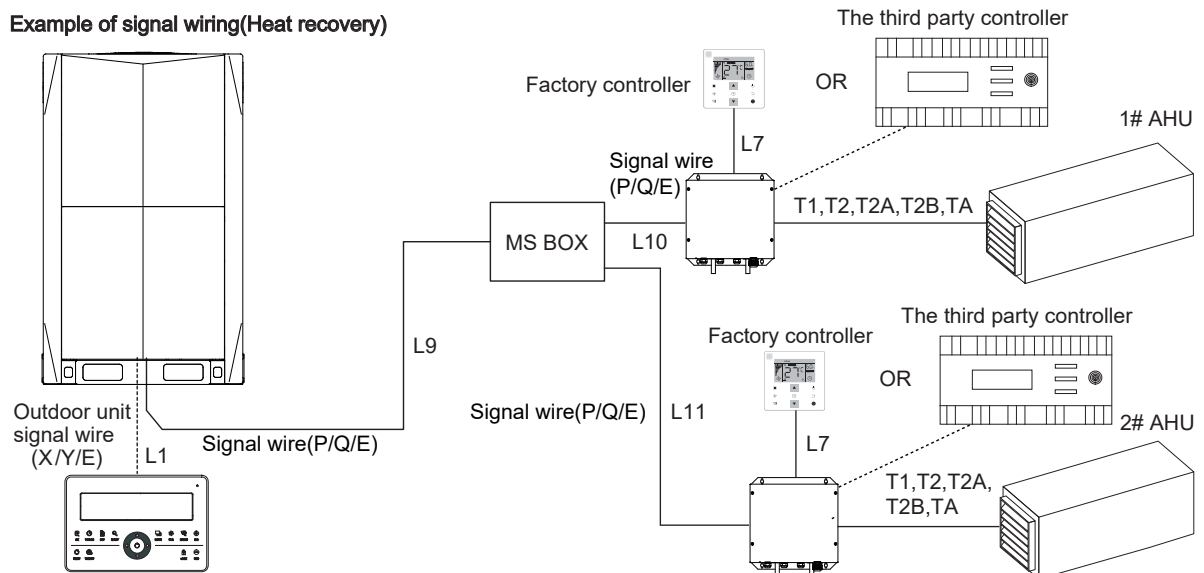 Example of signal wiring(Heat recovery)
The third party controller
Factory controller
OR
1# AHU
L7
Signal wire
(P/Q/E)
T1,T2,T2A,T2B,TA
MS BOX
L10
L9
Factory controller
The third party controller
OR
Signal wire(P/Q/E)
L11
2# AHU
Outdoor unit
signal wire
(X/Y/E)
L1
Signal wire(P/Q/E)
L7
T1,T2,T2A,
T2B,TA